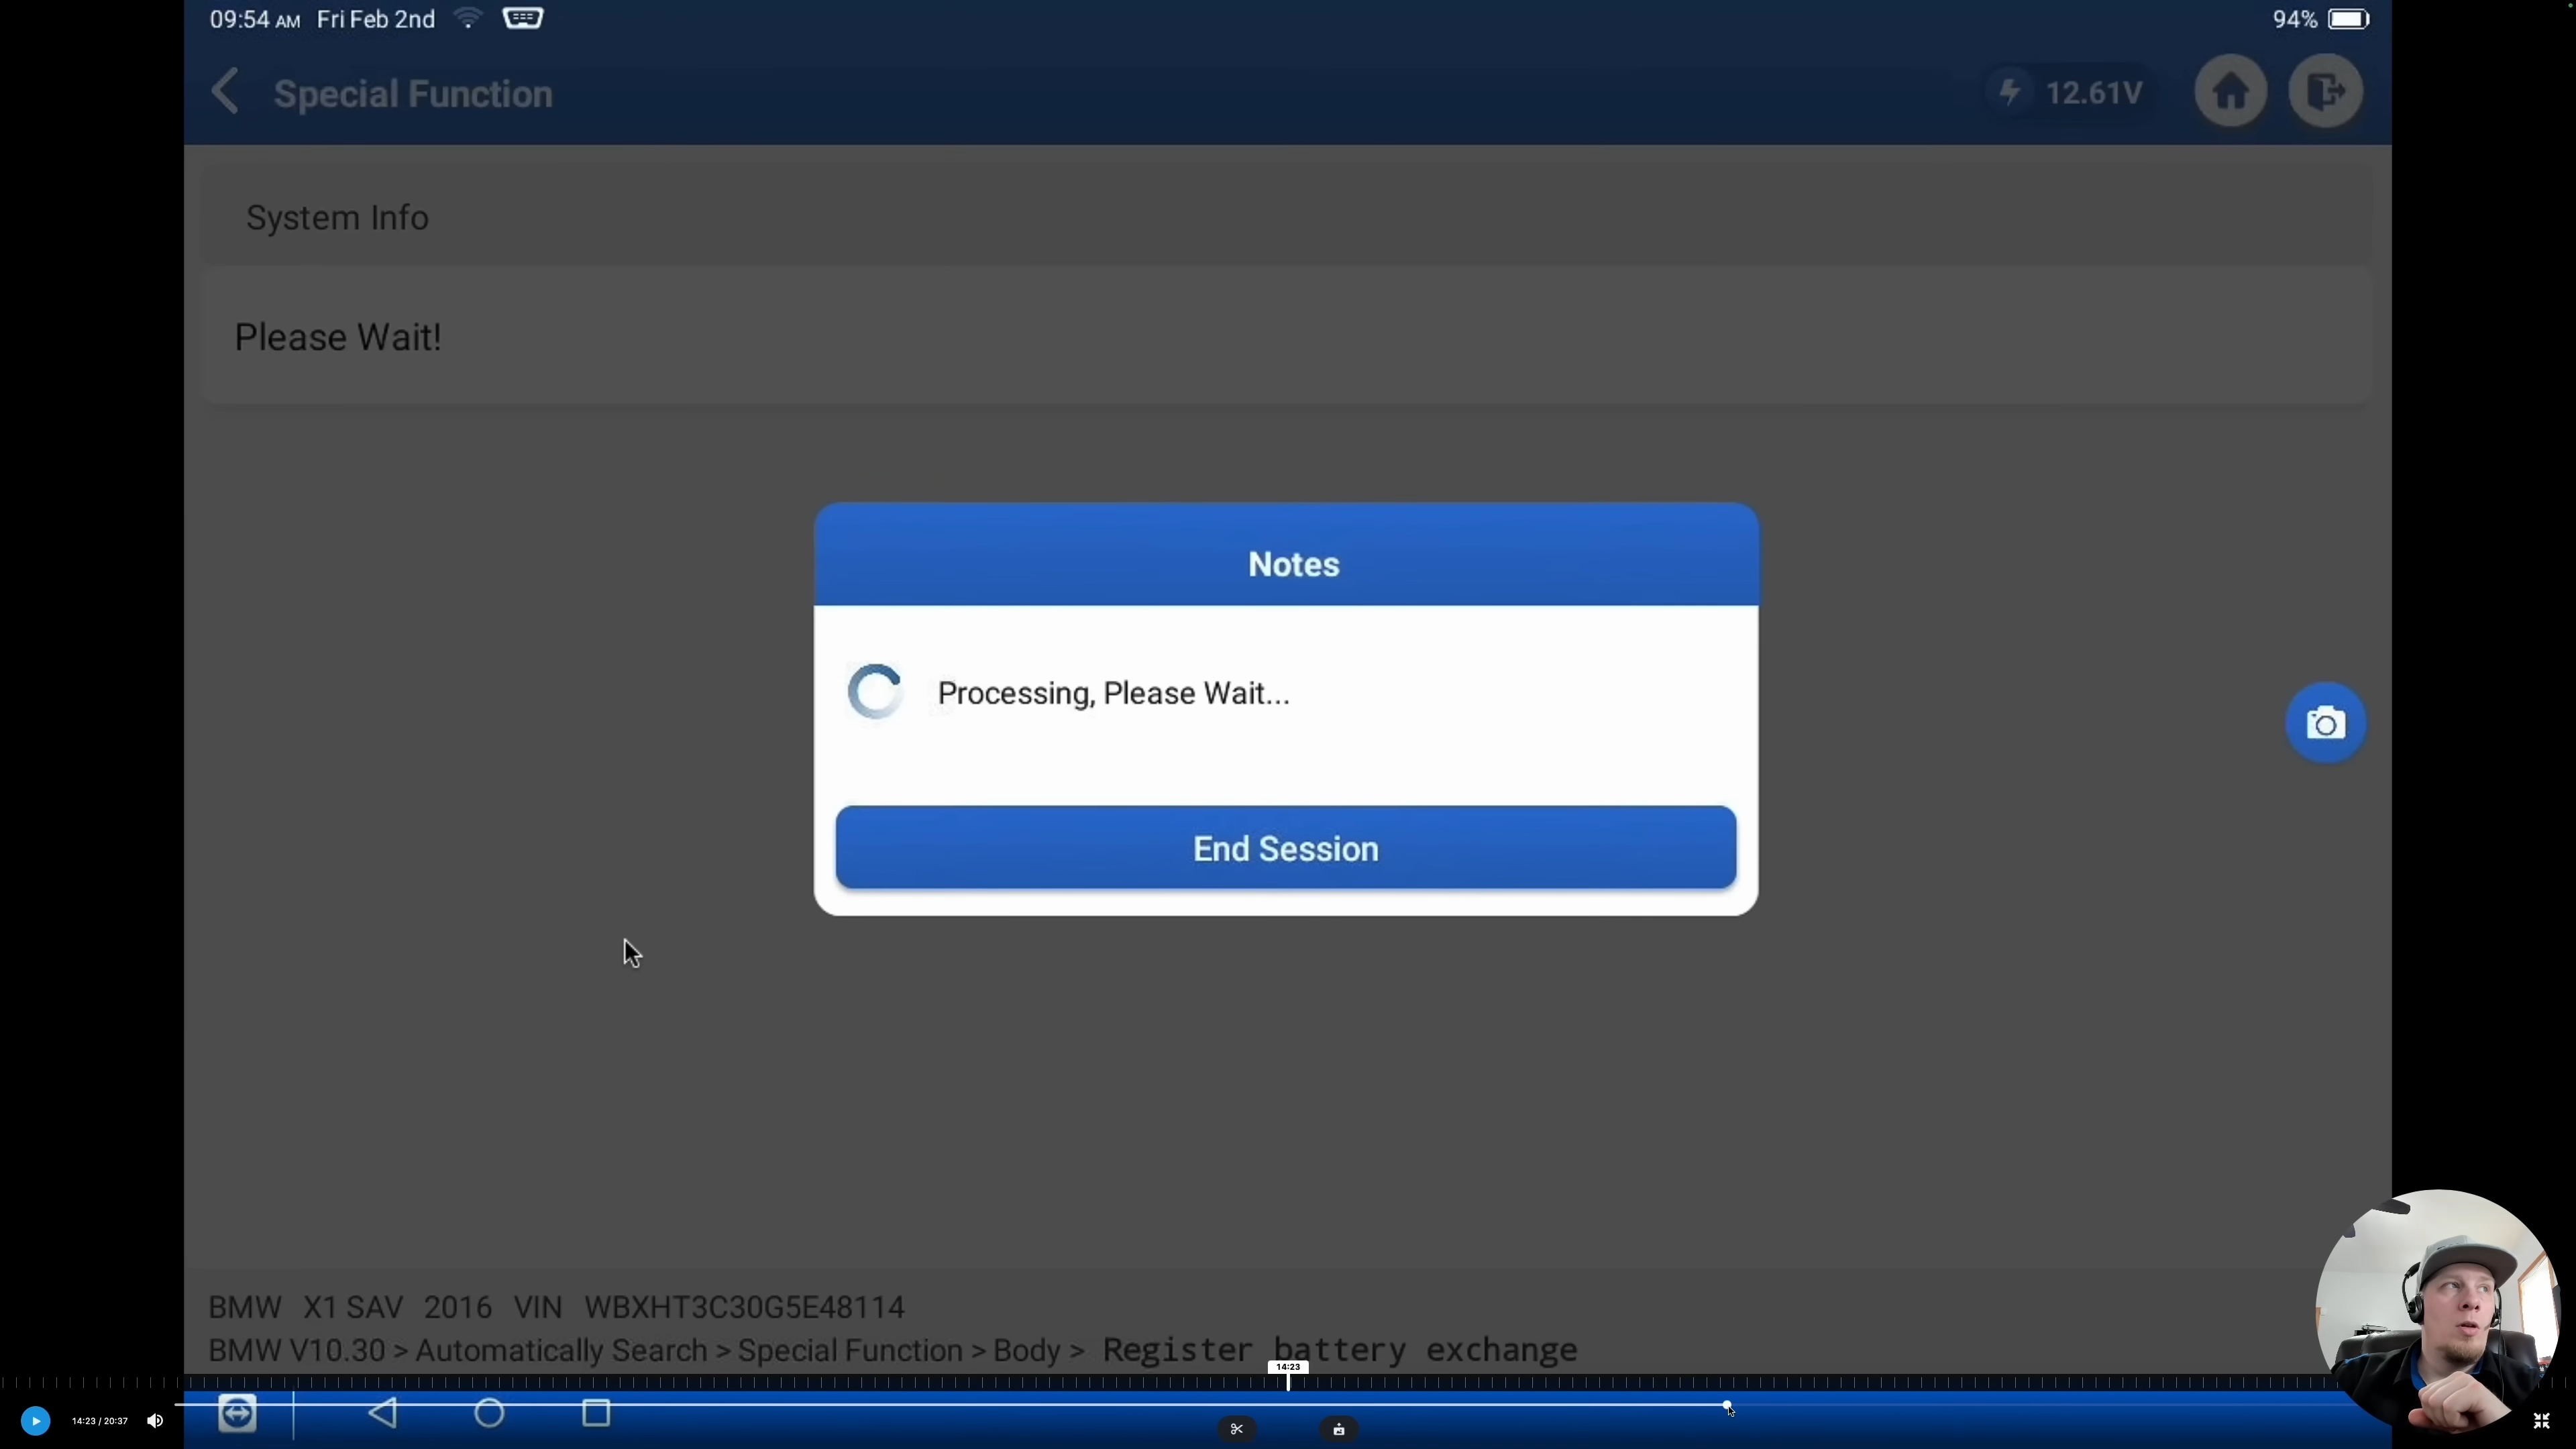 09:54 AM Fri Feb 2nd 94%
Special Function 12.61V
System Info
Please Wait!
Notes
Processing, Please Wait...
End Session
BMW X1 SAV 2016 VIN WBXHT3C30G5E48114
BMW V10.30 > Automatically Search > Special Function > Body > Register battery exchange
14:23
14:23 / 20:37